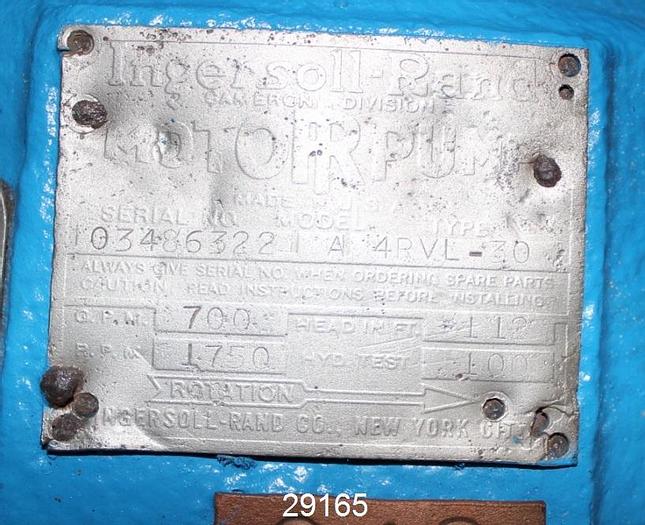 Ingersoll-Rand
CAMERON DIVISION
MOTORPUMP
MADE IN U.S.A.
SERIAL NO. MODEL TYPE
103486322 A 4RVL-30
ALWAYS GIVE SERIAL NO. WHEN ORDERING SPARE PARTS
CAUTION: READ INSTRUCTIONS BEFORE INSTALLING
G.P.M. 700 HEAD IN FT. 112
R.P.M. 1750 HYD. TEST 100
ROTATION
INGERSOLL-RAND CO., NEW YORK CITY
29165